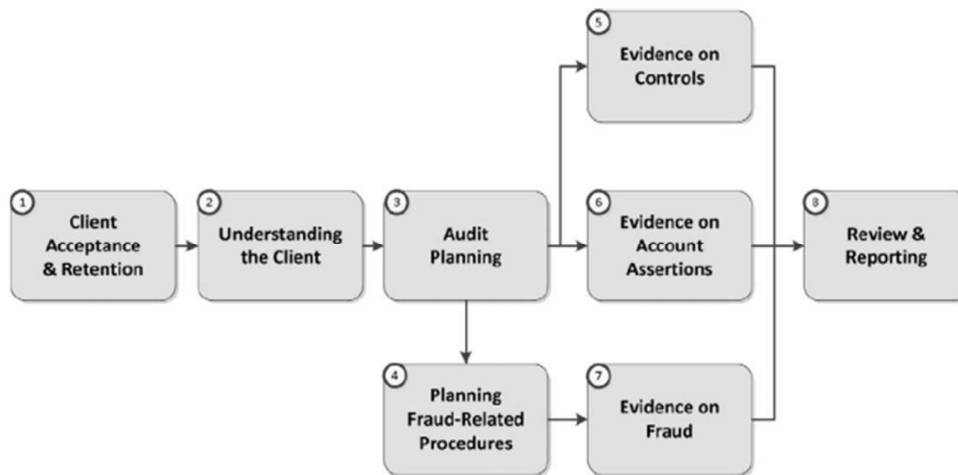 1
Client
Acceptance
& Retention
2
Understanding
the Client
3
Audit
Planning
4
Planning
Fraud-Related
Procedures
5
Evidence on
Controls
6
Evidence on
Account
Assertions
7
Evidence on
Fraud
8
Review &
Reporting